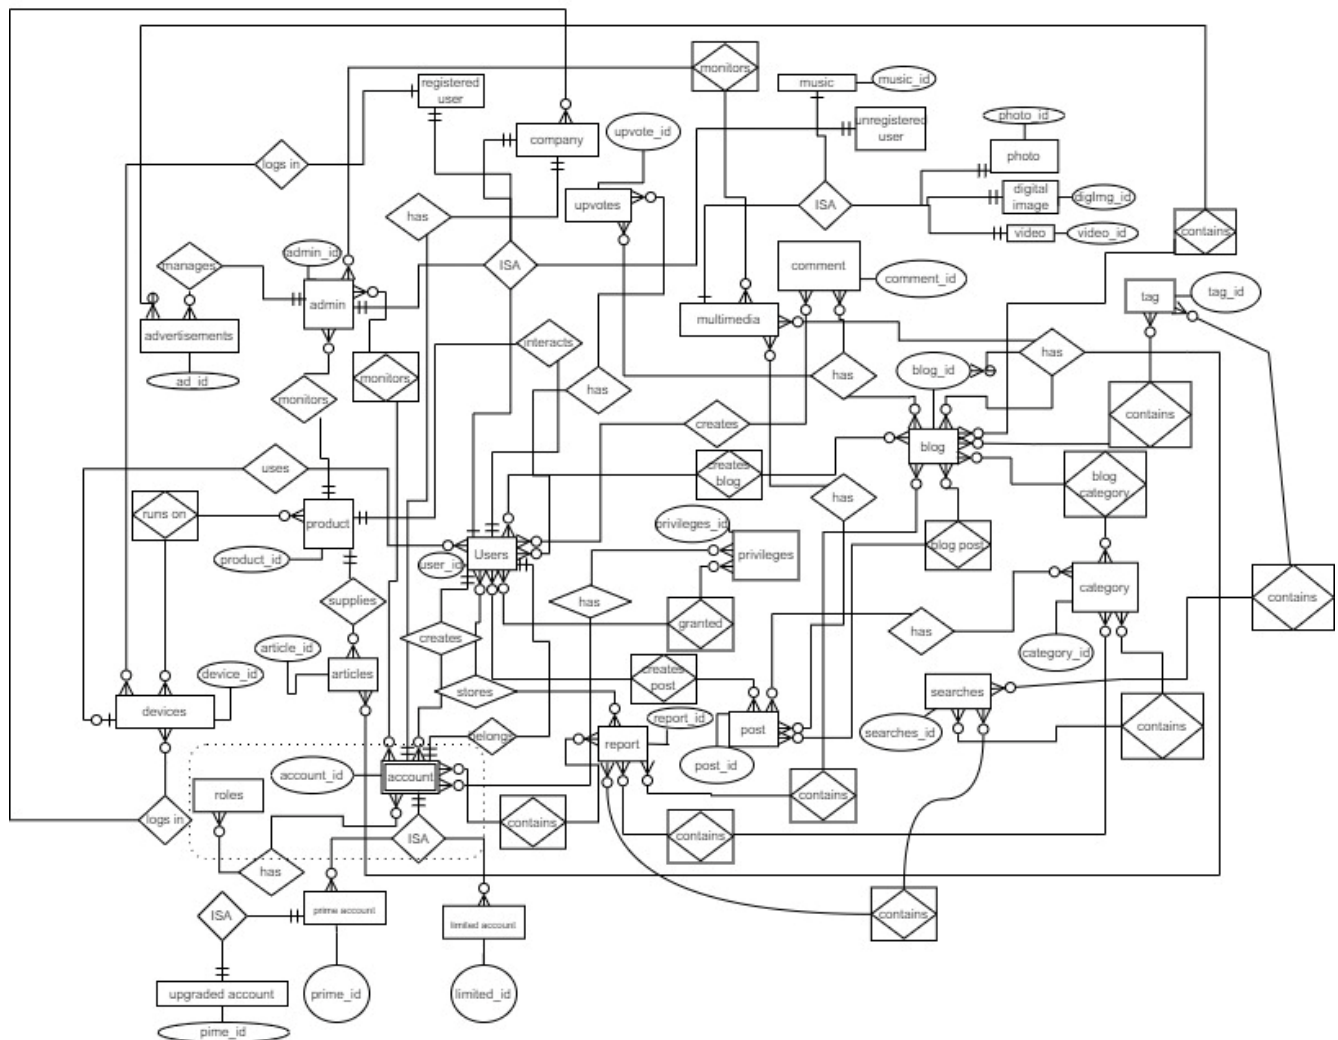 monitors
registered
user
music
music_id
company
upvote_id
unregistered
user
photo_id
photo
logs in
has
upvotes
ISA
digital
image
digImg_id
video
video_id
contains
manages
admin_id
ISA
comment
comment_id
tag
tag_id
admin
multimedia
advertisements
interacts
has
ad_id
monitors
has
has
blog_id
monitors
creates
contains
uses
creates
blog
blog
blog
category
runs on
product
has
privileges_id
product_id
Users
user_id
privileges
blog post
category
supplies
has
granted
has
contains
creates
article_id
articles
category_id
device_id
stores
creates
post
searches
devices
report_id
post
searches_id
contains
belongs
report
post_id
account_id
account
roles
contains
logs in
ISA
contains
contains
has
ISA
prime account
limited account
contains
upgraded account
prime_id
limited_id
pime_id